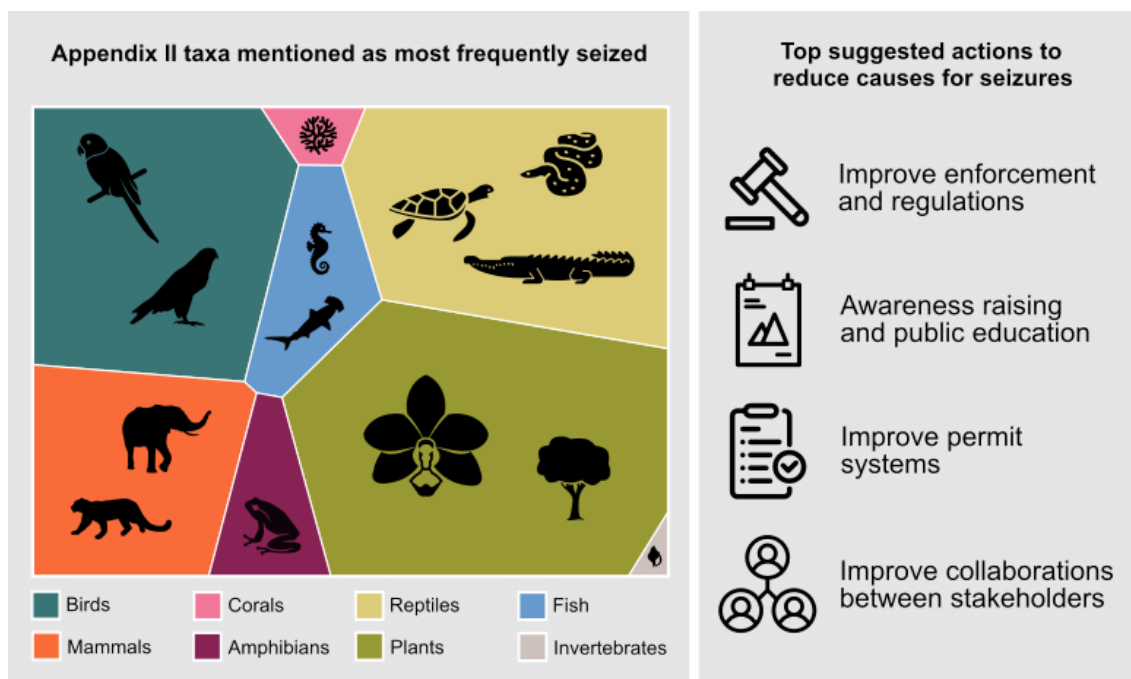 Appendix II taxa mentioned as most frequently seized
Birds
Corals
Reptiles
Fish
Mammals
Amphibians
Plants
Invertebrates
Top suggested actions to
reduce causes for seizures
Improve enforcement
and regulations
Awareness raising
and public education
Improve permit
systems
Improve collaborations
between stakeholders